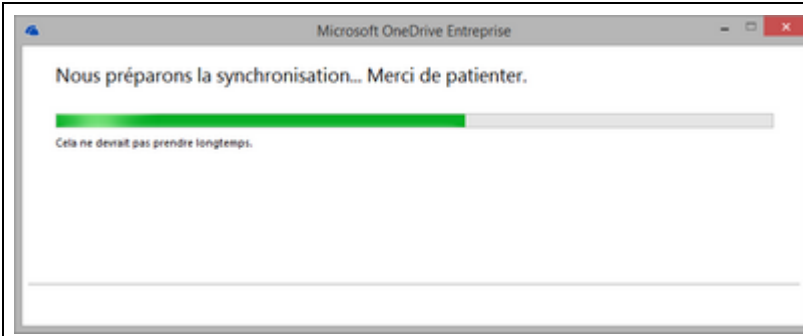 Microsoft OneDrive Entreprise
Nous préparons la synchronisation... Merci de patienter.
Cela ne devrait pas prendre longtemps.